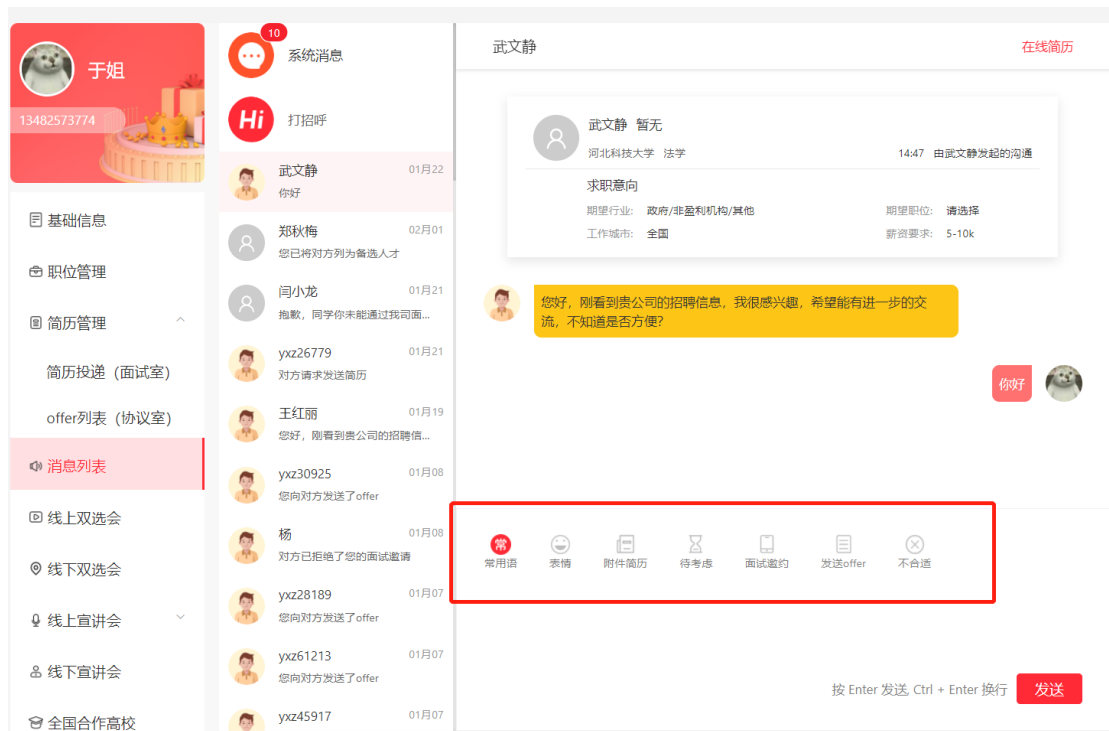 于姐
13482573774
基础信息
职位管理
简历管理
简历投递（面试室）
offer列表（协议室）
消息列表
线上双选会
线下双选会
线上宣讲会
线下宣讲会
全国合作高校
10
系统消息
Hi
打招呼
武文静 01月22
你好
郑秋梅 02月01
您已将对方列为备选人才
闫小龙 01月21
抱歉，同学你未能通过我司面...
yxz26779 01月21
对方请求发送简历
王红丽 01月19
您好，刚看到贵公司的招聘信...
yxz30925 01月08
您向对方发送了offer
杨 01月08
对方已拒绝了您的面试邀请
yxz28189 01月07
您向对方发送了offer
yxz61213 01月07
您向对方发送了offer
yxz45917 01月07
武文静 在线简历
武文静 暂无
河北科技大学 法学 14:47 由武文静发起的沟通
求职意向
期望行业: 政府/非盈利机构/其他 期望职位: 请选择
工作城市: 全国 薪资要求: 5-10k
您好，刚看到贵公司的招聘信息，我很感兴趣，希望能有进一步的交
流，不知道是否方便?
你好
常
常用语 表情 附件简历 待考虑 面试邀约 发送offer 不合适
按 Enter 发送, Ctrl + Enter 换行 发送